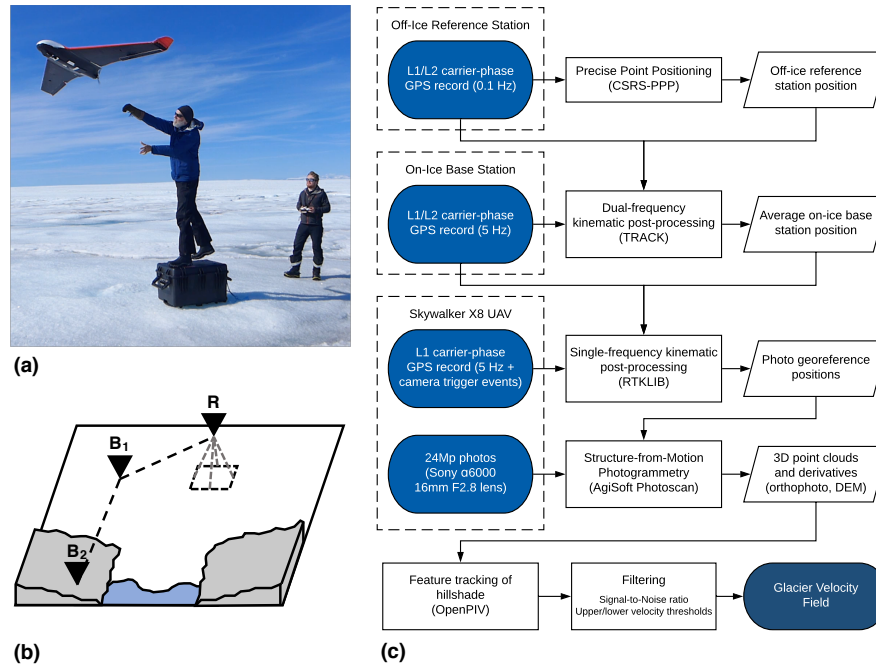 (a)
R
B1
B2
(b)
Off-Ice Reference Station
L1/L2 carrier-phase
GPS record (0.1 Hz)
Precise Point Positioning
(CSRS-PPP)
Off-ice reference
station position
On-Ice Base Station
L1/L2 carrier-phase
GPS record (5 Hz)
Dual-frequency
kinematic post-processing
(TRACK)
Average on-ice base
station position
Skywalker X8 UAV
L1 carrier-phase
GPS record (5 Hz +
camera trigger events)
Single-frequency kinematic
post-processing
(RTKLIB)
Photo georeference
positions
24Mp photos
(Sony α6000
16mm F2.8 lens)
Structure-from-Motion
Photogrammetry
(AgiSoft Photoscan)
3D point clouds
and derivatives
(orthophoto, DEM)
Feature tracking of
hillshade
(OpenPIV)
Filtering
Signal-to-Noise ratio
Upper/lower velocity thresholds
Glacier Velocity
Field
(c)